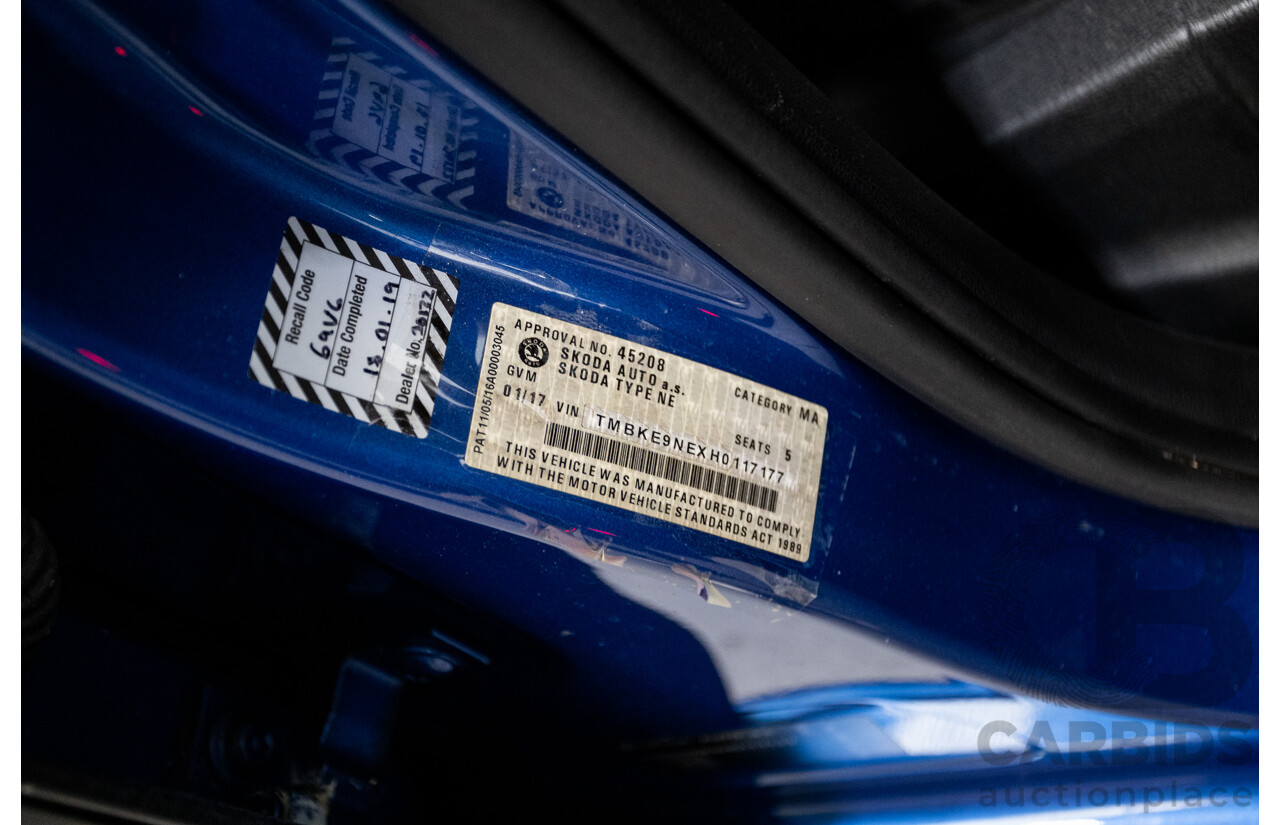 Recall Code
69V6
Date Completed
18.01.19
Dealer No.
PAT11/05/16A00003045
APPROVAL NO. 45208
SKODA AUTO a.s.
SKODA TYPE NE
CATEGORY MA
GVM
01/17 VIN
SEATS 5
TMBKE9NEXH0117177
THIS VEHICLE WAS MANUFACTURED TO COMPLY
WITH THE MOTOR VEHICLE STANDARDS ACT 1989
CARBIDS
auctionplace